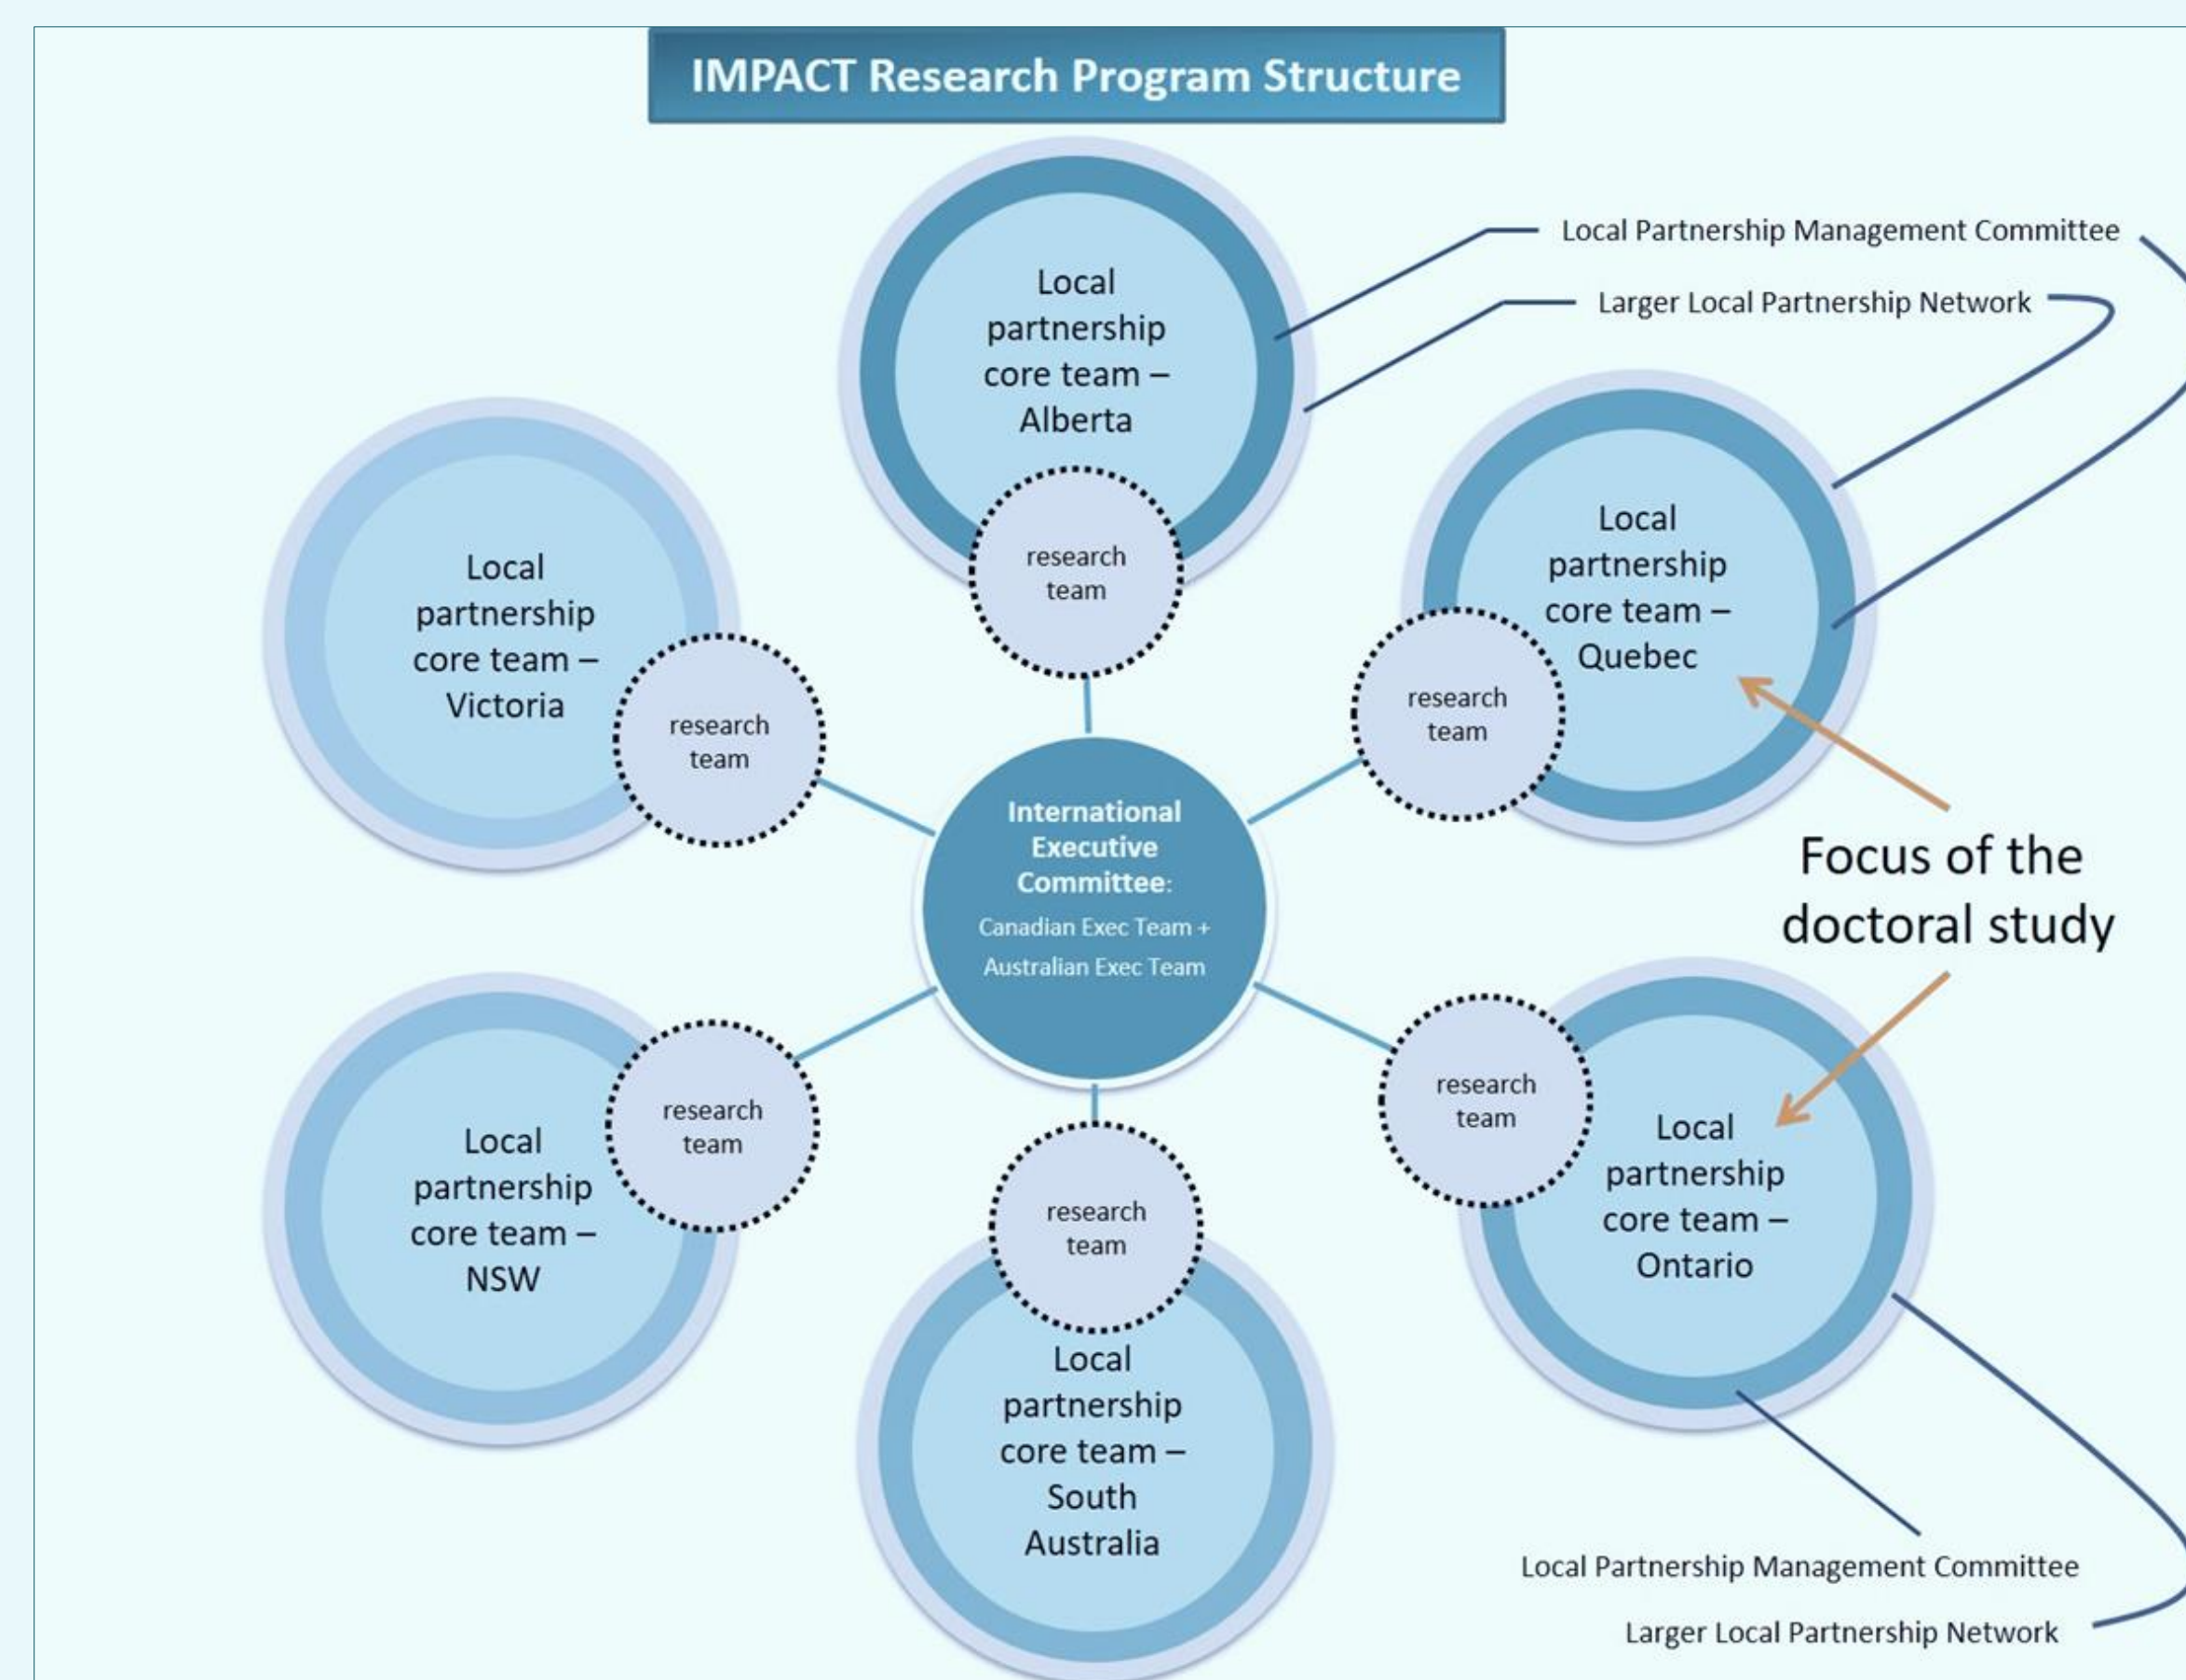 IMPACT Research Program Structure
Local
partnership
core team –
Alberta
research
team
Local Partnership Management Committee
Larger Local Partnership Network
Local
partnership
core team –
Quebec
research
team
Local
partnership
core team –
Victoria
research
team
International
Executive
Committee:
Canadian Exec Team +
Australian Exec Team
Focus of the
doctoral study
Local
partnership
core team –
NSW
research
team
research
team
Local
partnership
core team –
South
Australia
research
team
Local
partnership
core team –
Ontario
Local Partnership Management Committee
Larger Local Partnership Network